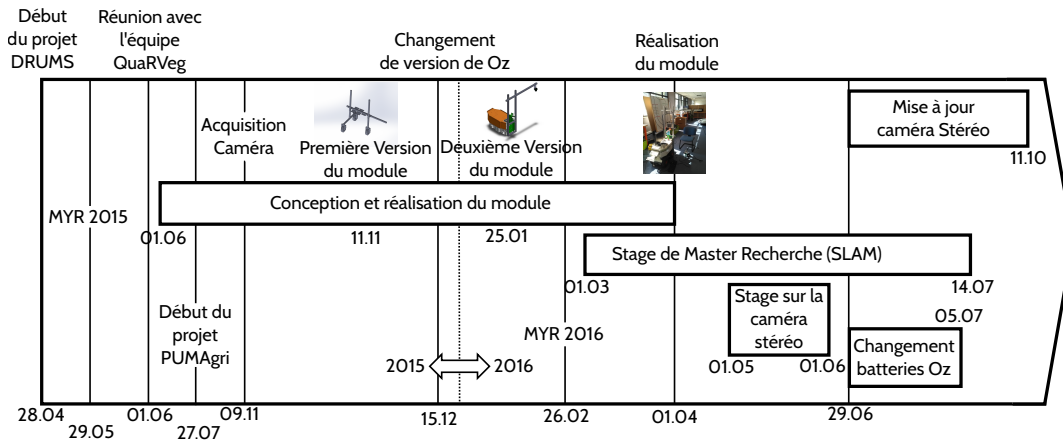 Début
du projet
DRUMS
Réunion avec
l'équipe
QuaRVeg
Changement
de version de Oz
Réalisation
du module
Acquisition
Caméra
Première Version
du module
Deuxième Version
du module
Mise à jour
caméra Stéréo
11.10
Conception et réalisation du module
MYR 2015
01.06
11.11
25.01
Stage de Master Recherche (SLAM)
01.03
14.07
Début du
projet
PUMAgri
MYR 2016
Stage sur la
caméra
stéréo
01.05
01.06
05.07
Changement
batteries Oz
2015
2016
28.04
29.05
01.06
27.07
09.11
15.12
26.02
01.04
29.06